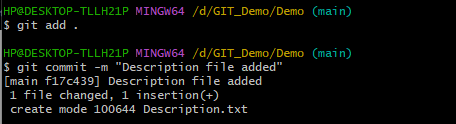 HP@DESKTOP-TLLH21P MINGW64 /d/GIT_Demo/Demo (main)
$ git add .
HP@DESKTOP-TLLH21P MINGW64 /d/GIT_Demo/Demo (main)
$ git commit -m "Description file added"
[main f17c439] Description file added
1 file changed, 1 insertion(+)
create mode 100644 Description.txt